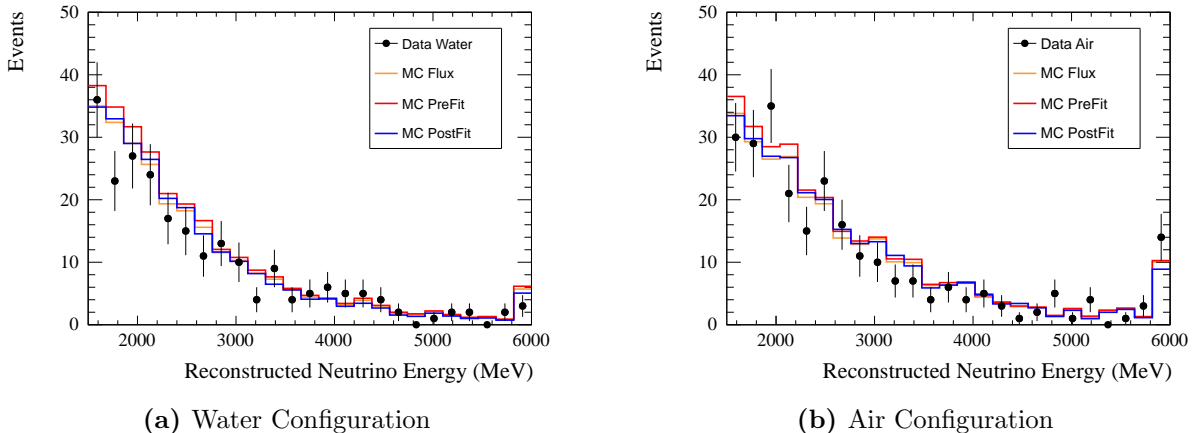 Events
50
40
30
20
10
0
2000 3000 4000 5000 6000
Reconstructed Neutrino Energy (MeV)
Data Water
MC Flux
MC PreFit
MC PostFit
(a) Water Configuration
Events
50
40
30
20
10
0
2000 3000 4000 5000 6000
Reconstructed Neutrino Energy (MeV)
Data Air
MC Flux
MC PreFit
MC PostFit
(b) Air Configuration